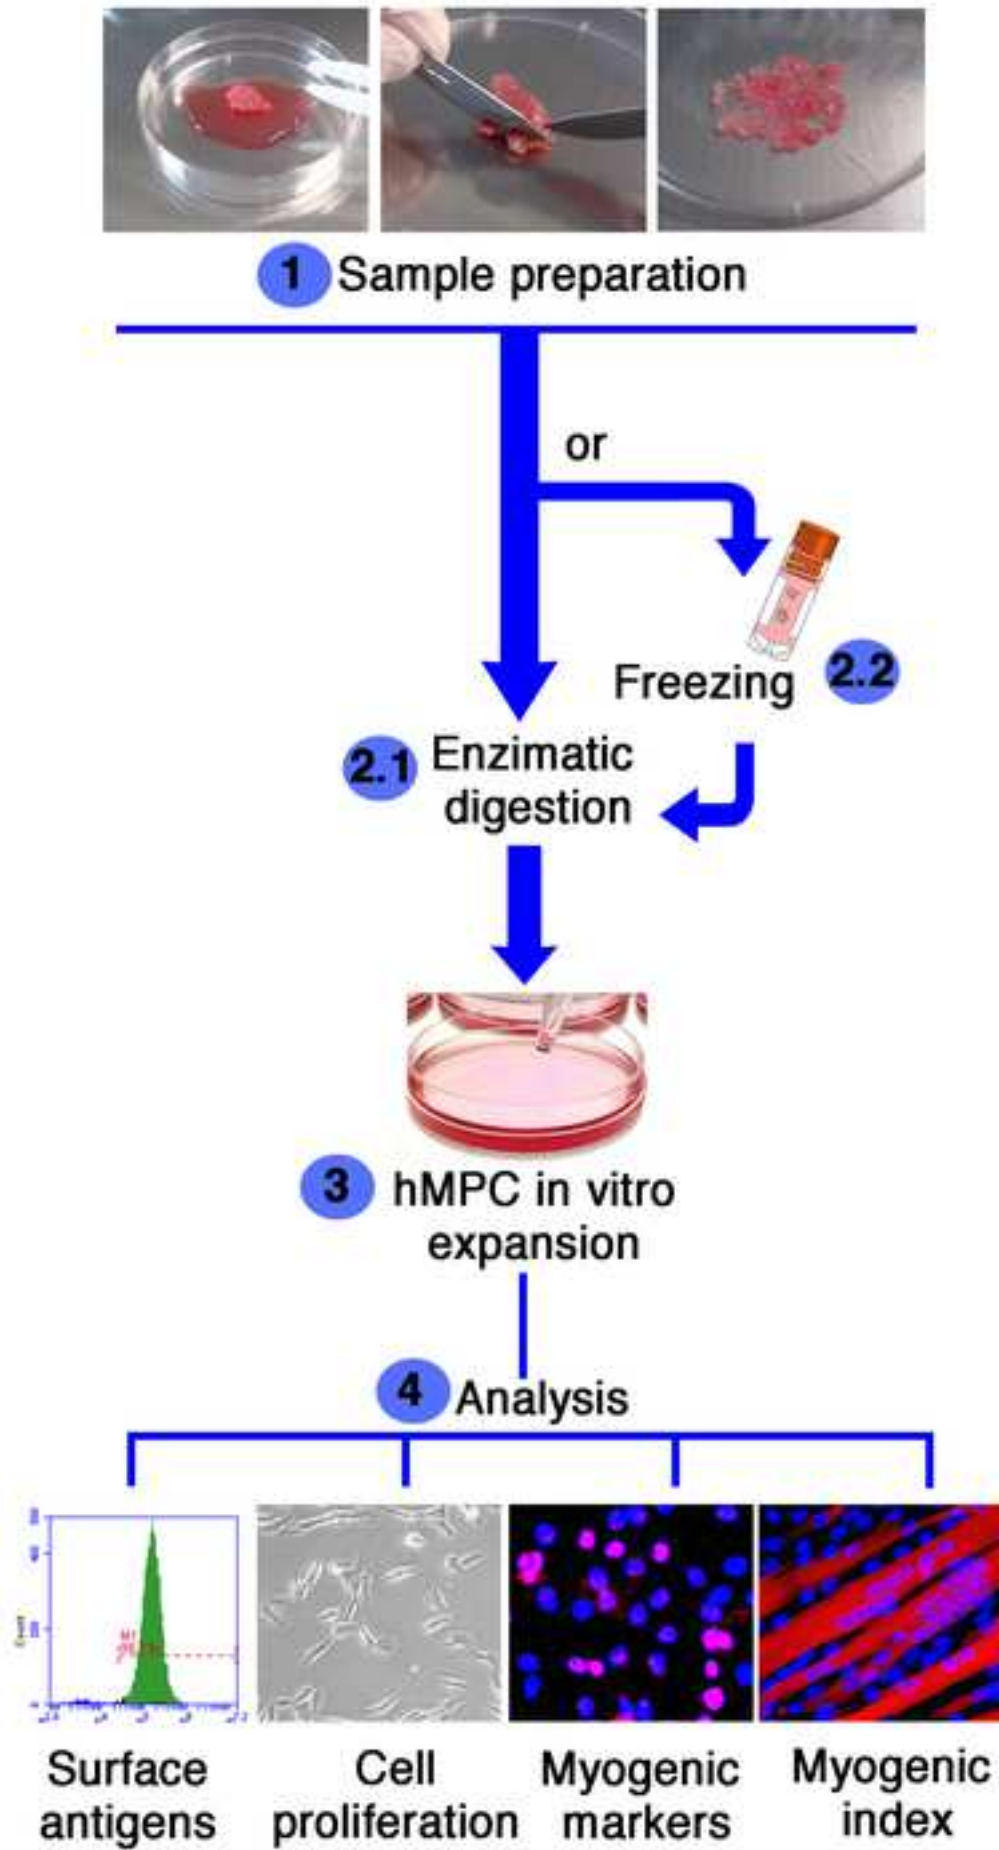 1 Sample preparation
or
Freezing 2.2
2.1 Enzimatic
digestion
3 hMPC in vitro
expansion
4 Analysis
M1
Surface
antigens
Cell
proliferation
Myogenic
markers
Myogenic
index